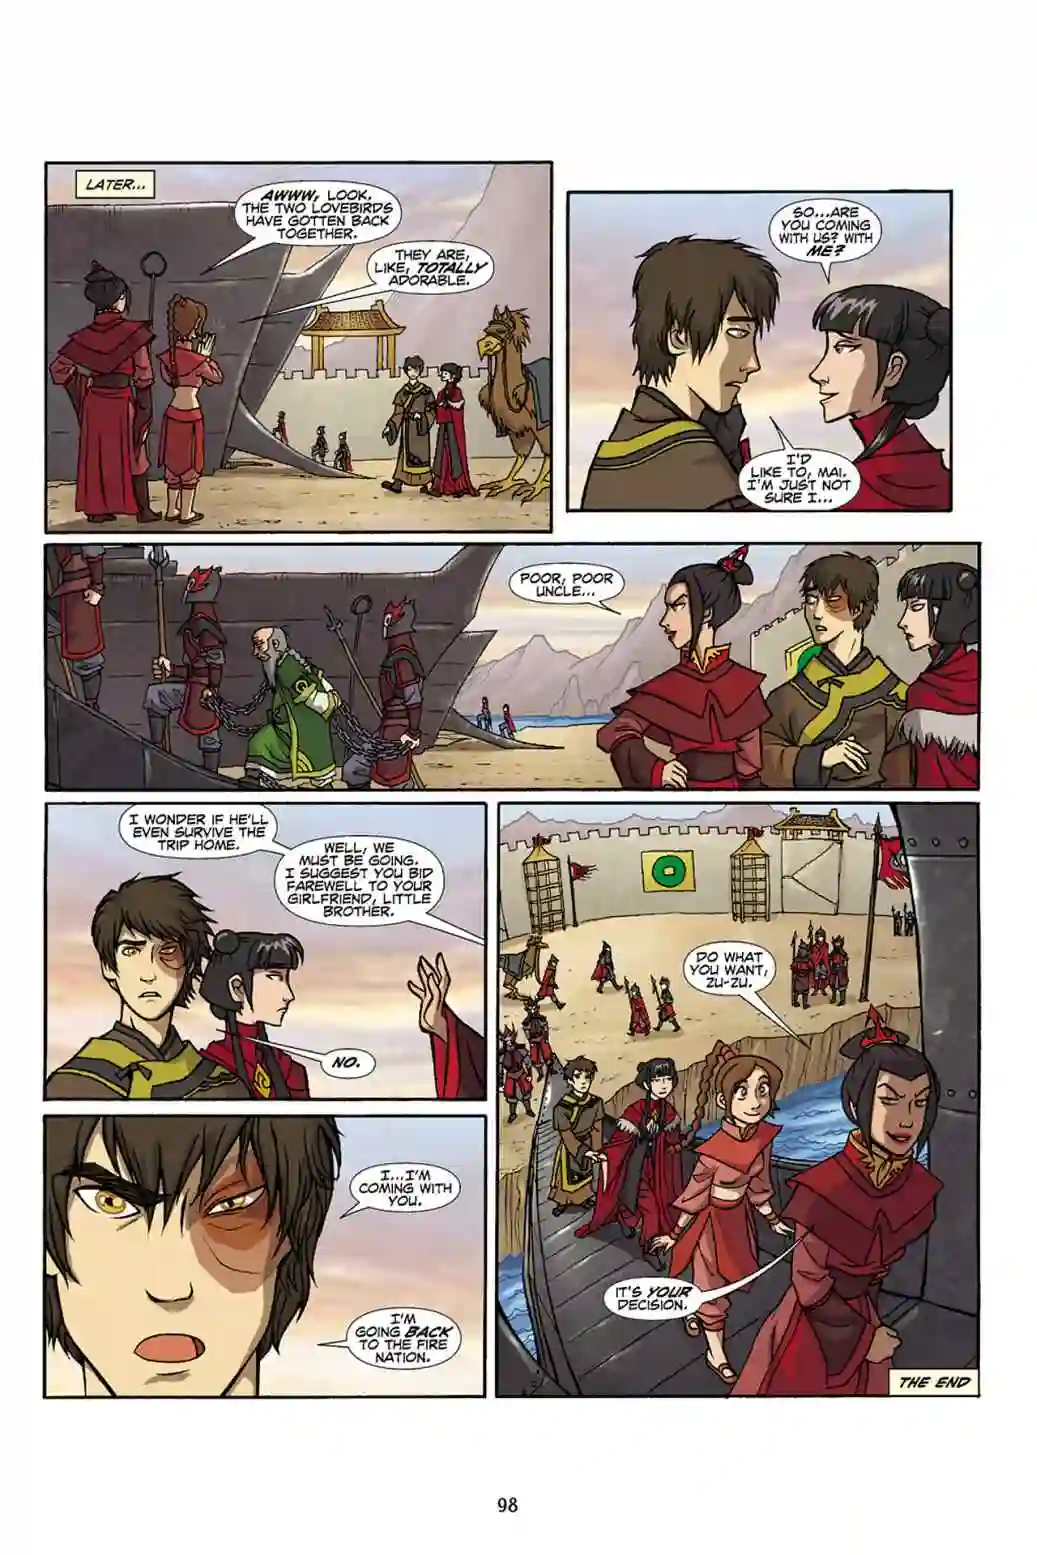 LATER...
AWWW, LOOK.
THE TWO LOVEBIRDS
HAVE GOTTEN BACK
TOGETHER.
THEY ARE,
LIKE, TOTALLY
ADORABLE.
SO...ARE
YOU COMING
WITH US? WITH
ME?
I'D
LIKE TO, MAI.
I'M JUST NOT
SURE I...
POOR, POOR
UNCLE...
I WONDER IF HE'LL
EVEN SURVIVE THE
TRIP HOME.
WELL, WE
MUST BE GOING.
I SUGGEST YOU BID
FAREWELL TO YOUR
GIRLFRIEND, LITTLE
BROTHER.
NO.
I...I'M
COMING WITH
YOU.
I'M
GOING BACK
TO THE FIRE
NATION.
DO WHAT
YOU WANT,
ZU-ZU.
IT'S YOUR
DECISION.
THE END
98